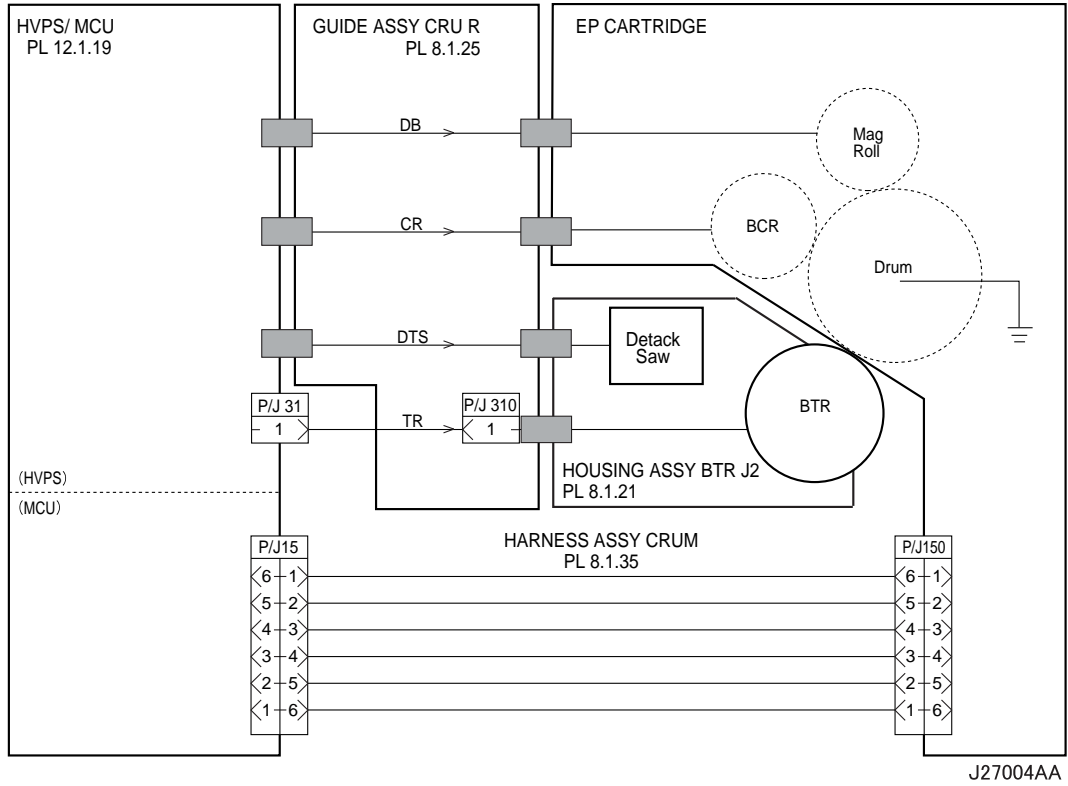 HVPS/ MCU
PL 12.1.19
GUIDE ASSY CRU R
PL 8.1.25
EP CARTRIDGE
DB
Mag
Roll
CR
BCR
Drum
DTS
Detack
Saw
P/J 31
1
TR
P/J 310
1
BTR
HOUSING ASSY BTR J2
PL 8.1.21
(HVPS)
(MCU)
HARNESS ASSY CRUM
PL 8.1.35
P/J15
6 1
5 2
4 3
3 4
2 5
1 6
P/J150
6 1
5 2
4 3
3 4
2 5
1 6
J27004AA